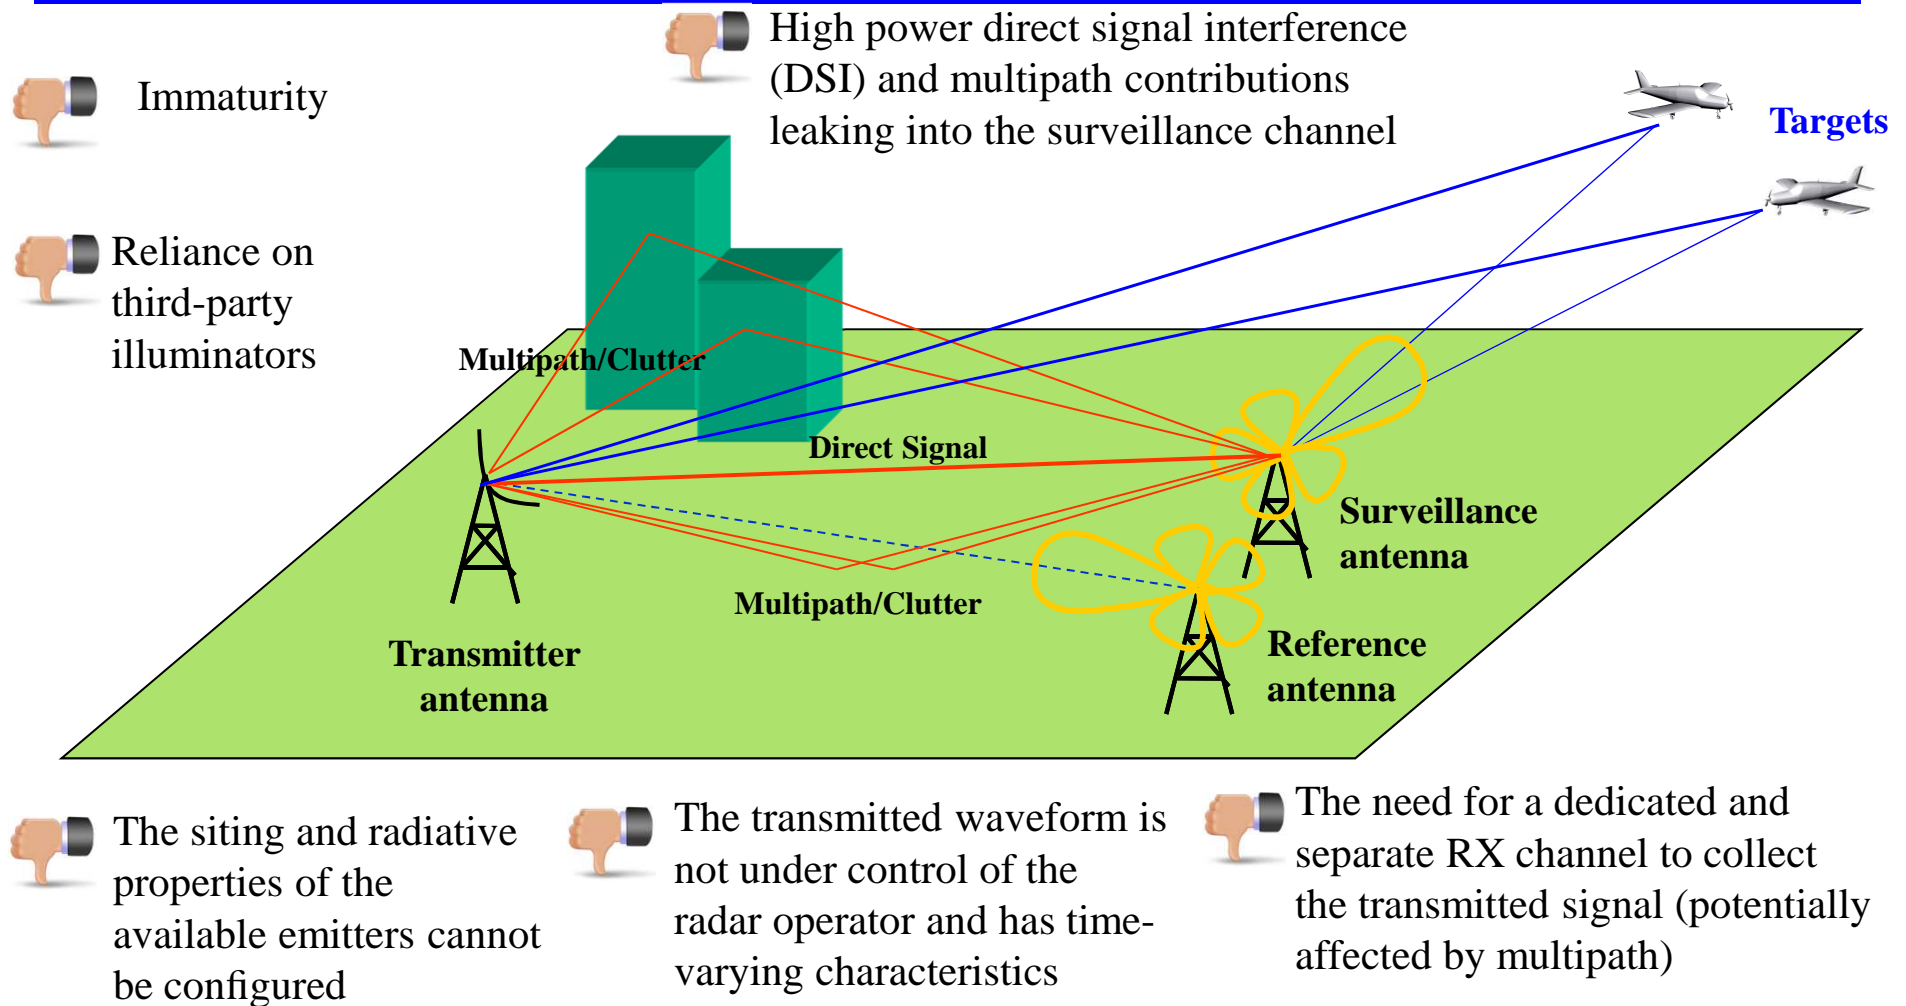 High power direct signal interference
(DSI) and multipath contributions
leaking into the surveillance channel
Immaturity
Targets
Reliance on
third-party
illuminators
Multipath/Clutter
Direct Signal
Surveillance
antenna
Multipath/Clutter
Transmitter
antenna
Reference
antenna
The siting and radiative
properties of the
available emitters cannot
be configured
The transmitted waveform is
not under control of the
radar operator and has time-
varying characteristics
The need for a dedicated and
separate RX channel to collect
the transmitted signal (potentially
affected by multipath)